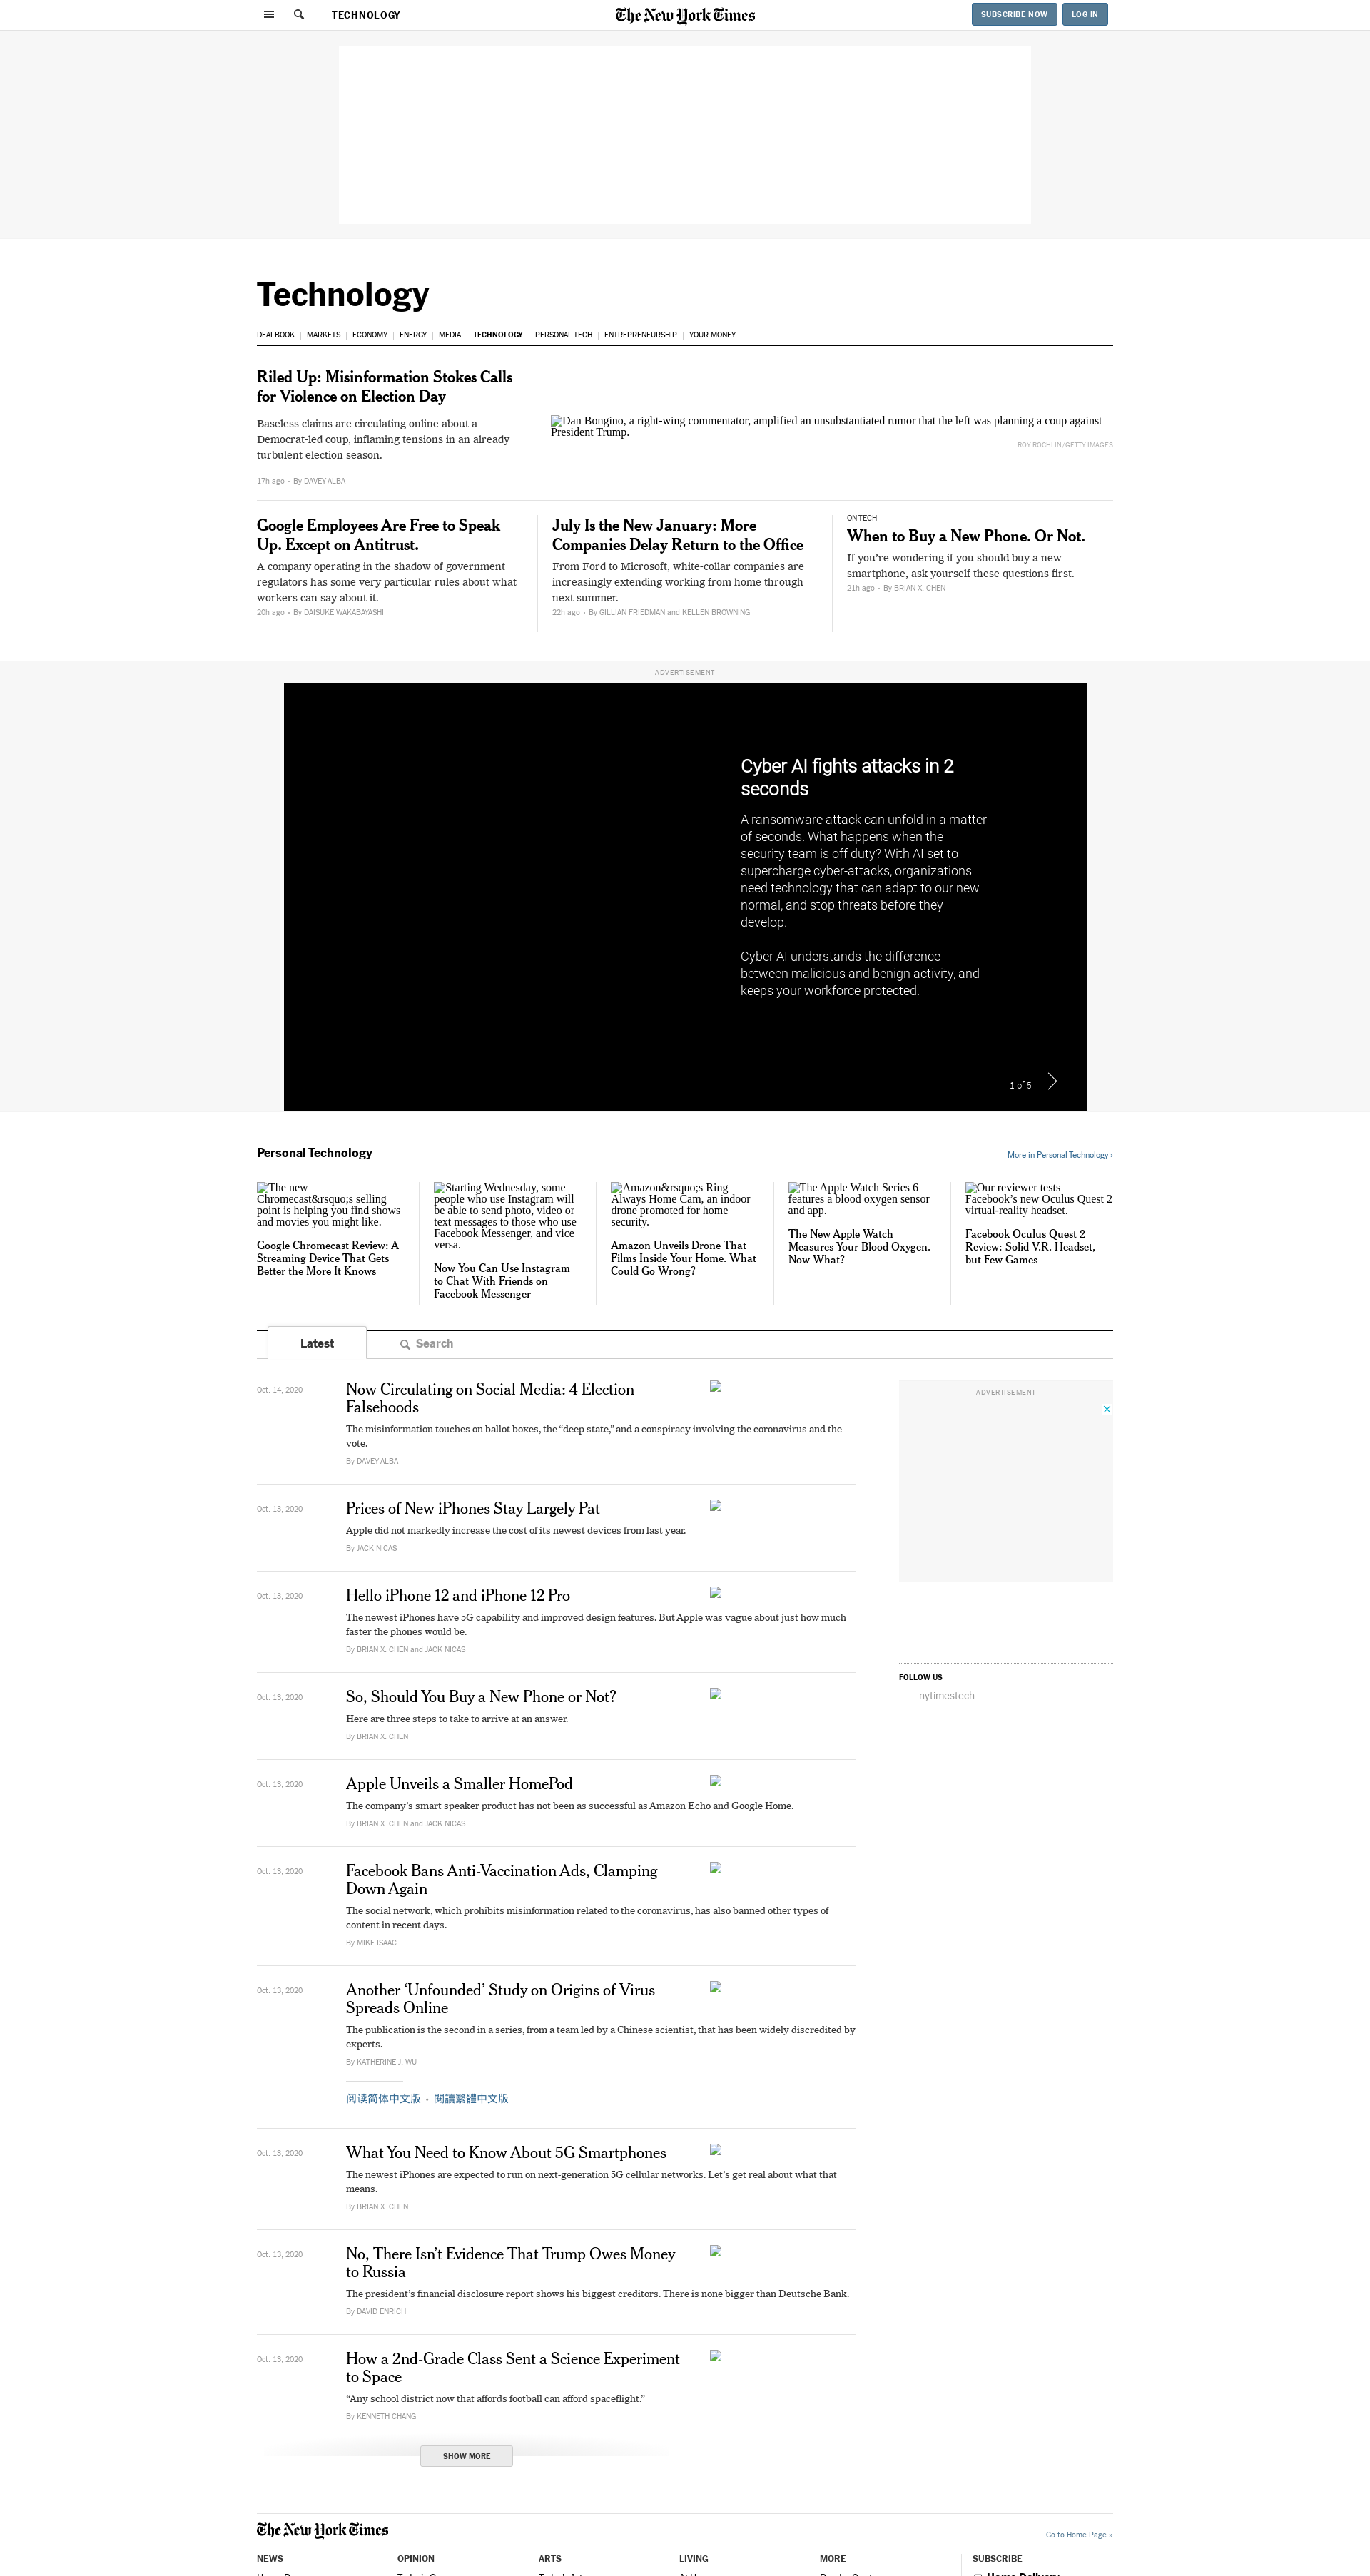 TECHNOLOGY
The New York Times
SUBSCRIBE NOW
LOG IN
Technology
DEALBOOK | MARKETS | ECONOMY | ENERGY | MEDIA | TECHNOLOGY | PERSONAL TECH | ENTREPRENEURSHIP | YOUR MONEY
Riled Up: Misinformation Stokes Calls
for Violence on Election Day
Baseless claims are circulating online about a
Democrat-led coup, inflaming tensions in an already
turbulent election season.
17h ago • By DAVEY ALBA
Dan Bongino, a right-wing commentator, amplified an unsubstantiated rumor that the left was planning a coup against
President Trump.
ROY ROCHLIN/GETTY IMAGES
Google Employees Are Free to Speak
Up. Except on Antitrust.
A company operating in the shadow of government
regulators has some very particular rules about what
workers can say about it.
20h ago • By DAISUKE WAKABAYASHI
July Is the New January: More
Companies Delay Return to the Office
From Ford to Microsoft, white-collar companies are
increasingly extending working from home through
next summer.
22h ago • By GILLIAN FRIEDMAN and KELLEN BROWNING
ON TECH
When to Buy a New Phone. Or Not.
If you’re wondering if you should buy a new
smartphone, ask yourself these questions first.
21h ago • By BRIAN X. CHEN
ADVERTISEMENT
Cyber AI fights attacks in 2
seconds
A ransomware attack can unfold in a matter
of seconds. What happens when the
security team is off duty? With AI set to
supercharge cyber-attacks, organizations
need technology that can adapt to our new
normal, and stop threats before they
develop.
Cyber AI understands the difference
between malicious and benign activity, and
keeps your workforce protected.
1 of 5
Personal Technology
More in Personal Technology ›
The new
Chromecast&rsquo;s selling
point is helping you find shows
and movies you might like.
Google Chromecast Review: A
Streaming Device That Gets
Better the More It Knows
Starting Wednesday, some
people who use Instagram will
be able to send photo, video or
text messages to those who use
Facebook Messenger, and vice
versa.
Now You Can Use Instagram
to Chat With Friends on
Facebook Messenger
Amazon&rsquo;s Ring
Always Home Cam, an indoor
drone promoted for home
security.
Amazon Unveils Drone That
Films Inside Your Home. What
Could Go Wrong?
The Apple Watch Series 6
features a blood oxygen sensor
and app.
The New Apple Watch
Measures Your Blood Oxygen.
Now What?
Our reviewer tests
Facebook’s new Oculus Quest 2
virtual-reality headset.
Facebook Oculus Quest 2
Review: Solid V.R. Headset,
but Few Games
Latest
Search
Oct. 14, 2020
Now Circulating on Social Media: 4 Election
Falsehoods
The misinformation touches on ballot boxes, the “deep state,” and a conspiracy involving the coronavirus and the
vote.
By DAVEY ALBA
Oct. 13, 2020
Prices of New iPhones Stay Largely Pat
Apple did not markedly increase the cost of its newest devices from last year.
By JACK NICAS
Oct. 13, 2020
Hello iPhone 12 and iPhone 12 Pro
The newest iPhones have 5G capability and improved design features. But Apple was vague about just how much
faster the phones would be.
By BRIAN X. CHEN and JACK NICAS
Oct. 13, 2020
So, Should You Buy a New Phone or Not?
Here are three steps to take to arrive at an answer.
By BRIAN X. CHEN
Oct. 13, 2020
Apple Unveils a Smaller HomePod
The company’s smart speaker product has not been as successful as Amazon Echo and Google Home.
By BRIAN X. CHEN and JACK NICAS
Oct. 13, 2020
Facebook Bans Anti-Vaccination Ads, Clamping
Down Again
The social network, which prohibits misinformation related to the coronavirus, has also banned other types of
content in recent days.
By MIKE ISAAC
Oct. 13, 2020
Another ‘Unfounded’ Study on Origins of Virus
Spreads Online
The publication is the second in a series, from a team led by a Chinese scientist, that has been widely discredited by
experts.
By KATHERINE J. WU
阅读简体中文版 • 閱讀繁體中文版
Oct. 13, 2020
What You Need to Know About 5G Smartphones
The newest iPhones are expected to run on next-generation 5G cellular networks. Let’s get real about what that
means.
By BRIAN X. CHEN
Oct. 13, 2020
No, There Isn’t Evidence That Trump Owes Money
to Russia
The president’s financial disclosure report shows his biggest creditors. There is none bigger than Deutsche Bank.
By DAVID ENRICH
Oct. 13, 2020
How a 2nd-Grade Class Sent a Science Experiment
to Space
“Any school district now that affords football can afford spaceflight.”
By KENNETH CHANG
SHOW MORE
ADVERTISEMENT
FOLLOW US
nytimestech
The New York Times
Go to Home Page »
NEWS
OPINION
ARTS
LIVING
MORE
SUBSCRIBE